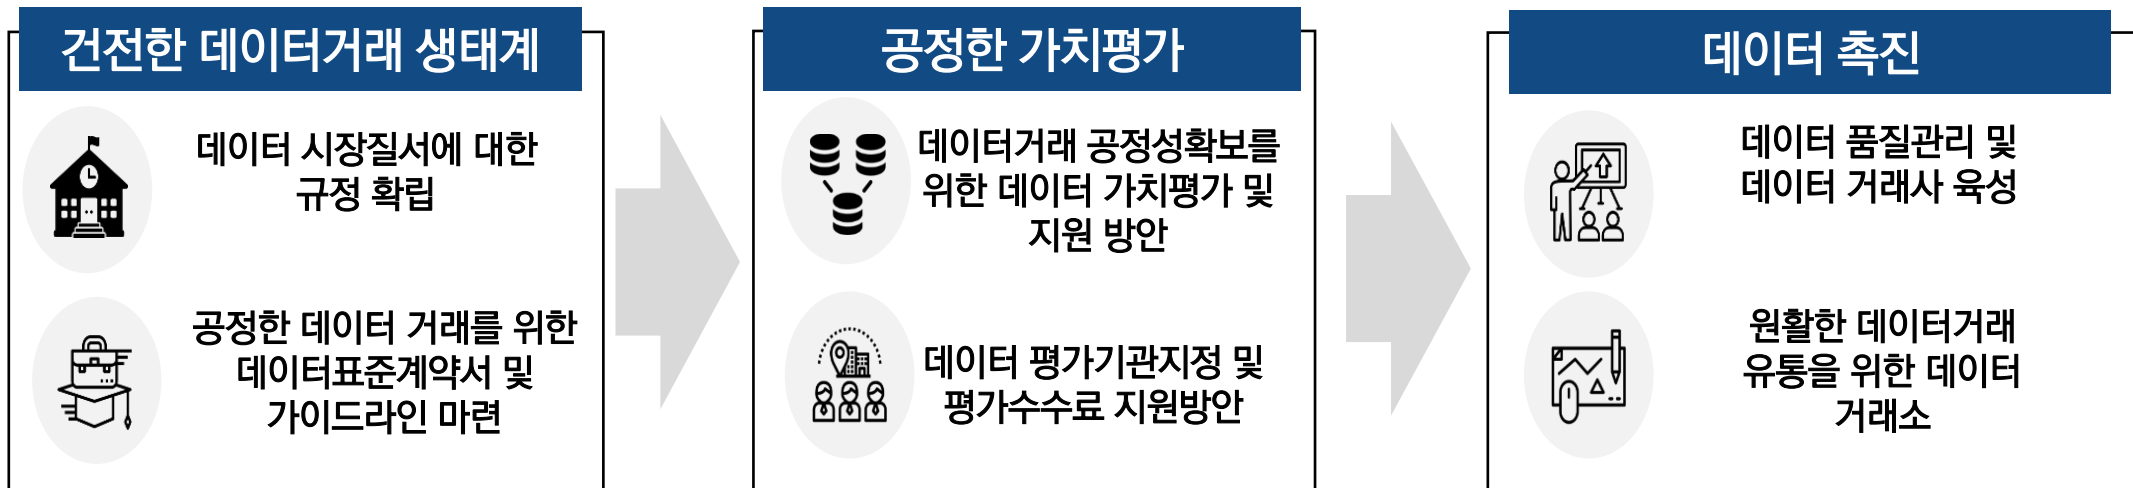 건전한 데이터거래 생태계
데이터 시장질서에 대한
규정 확립
공정한 데이터 거래를 위한
데이터표준계약서 및
가이드라인 마련
공정한 가치평가
데이터거래 공정성확보를
위한 데이터 가치평가 및
지원 방안
데이터 평가기관지정 및
평가수수료 지원방안
데이터 촉진
데이터 품질관리 및
데이터 거래사 육성
원활한 데이터거래
유통을 위한 데이터
거래소